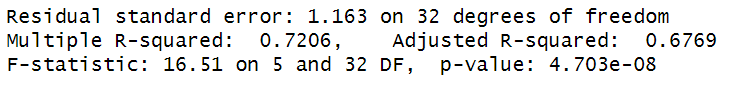 Residual standard error: 1.163 on 32 degrees of freedom
Multiple R-squared:  0.7206,    Adjusted R-squared:  0.6769
F-statistic: 16.51 on 5 and 32 DF,  p-value: 4.703e-08